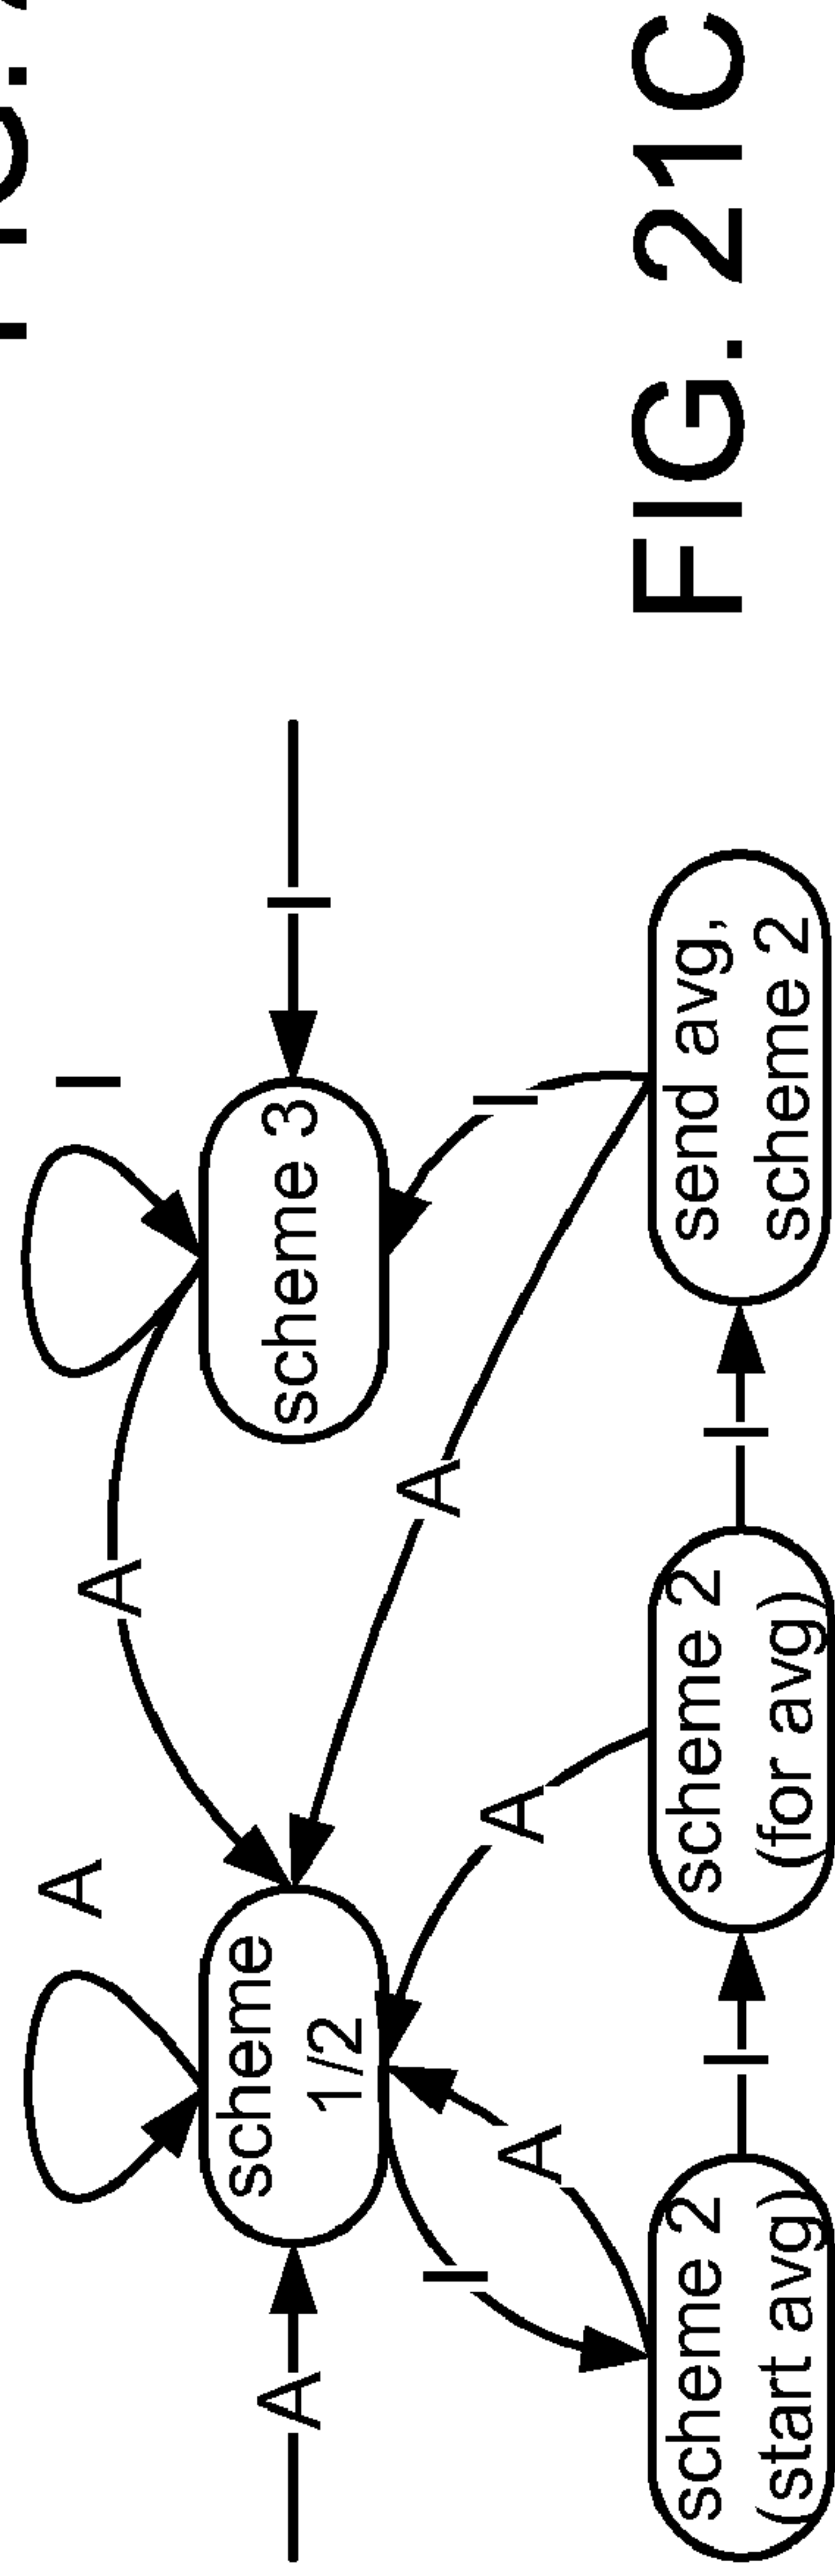 A
I
A
A
scheme
1/2
scheme 3
I
I
A
A
A
I
scheme 2
(start avg)
I
scheme 2
(for avg)
I
send avg,
scheme 2
FIG. 21C